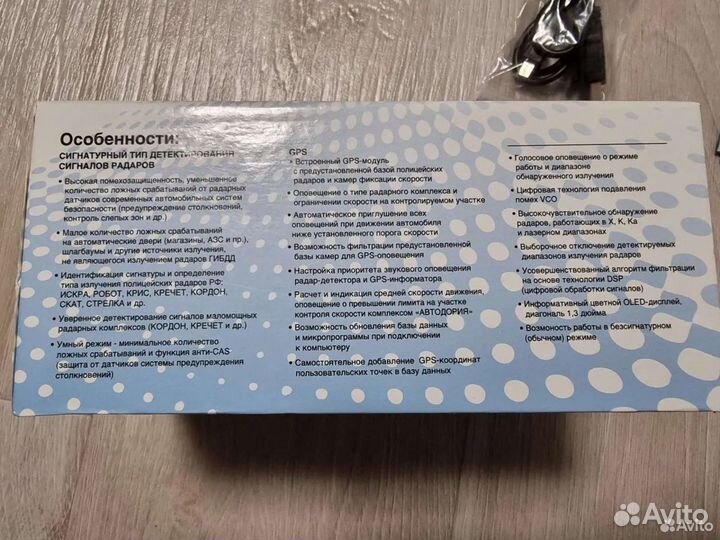 Особенности:
СИГНАТУРНЫЙ ТИП ДЕТЕКТИРОВАНИЯ
СИГНАЛОВ РАДАРОВ
• Высокая помехозащищенность, уменьшенное
количество ложных срабатываний от радарных
датчиков современных автомобильных систем
безопасности (предупреждение столкновений,
контроль слепых зон и др.)
• Малое количество ложных срабатываний
на автоматические двери (магазины, АЗС и пр.),
шлагбаумы и другие источники излучения,
не являющегося излучением радаров ГИБДД
• Идентификация сигнатуры и определение
типа излучения полицейских радаров РФ:
ИСКРА, РОБОТ, КРИС, КРЕЧЕТ, КОРДОН,
СКАТ, СТРЕЛКА и др.
• Уверенное детектирование сигналов маломощных
радарных комплексов (КОРДОН, КРЕЧЕТ и др.)
• Умный режим - минимальное количество
ложных срабатываний и функция анти-CAS
(защита от датчиков системы предупреждения
столкновений)
GPS
• Встроенный GPS-модуль
с предустановленной базой полицейских
радаров и камер фиксации скорости
• Оповещение о типе радарного комплекса и
ограничении скорости на контролируемом участке
• Автоматическое приглушение всех
оповещений при движении автомобиля
ниже установленного порога скорости
• Возможность фильтрации предустановленной
базы камер для GPS-оповещения
• Настройка приоритета звукового оповещения
радар-детектора и GPS-информатора
• Расчет и индикация средней скорости движения,
оповещение о превышению лимита на участке
контроля скорости комплексом «АВТОДОРИЯ»
• Возможность обновления базы данных
и микропрограммы при подключении
к компьютеру
• Самостоятельное добавление GPS-координат
пользовательских точек в базу данных
• Голосовое оповещение о режиме
работы и диапазоне
обнаруженного излучения
• Цифровая технология подавления
помех VCO
• Высокочувствительное обнаружение
радаров, работающих в X, K, Ka
и лазерном диапазонах
• Выборочное отключение детектируемых
диапазонов излучения радаров
• Усовершенствованный алгоритм фильтрации
на основе технологии DSP
(цифровой обработки сигналов)
• Информативный цветной OLED-дисплей,
диагональ 1,3 дюйма
• Возмоность работы в безсигнатурном
(обычном) режиме
Avito